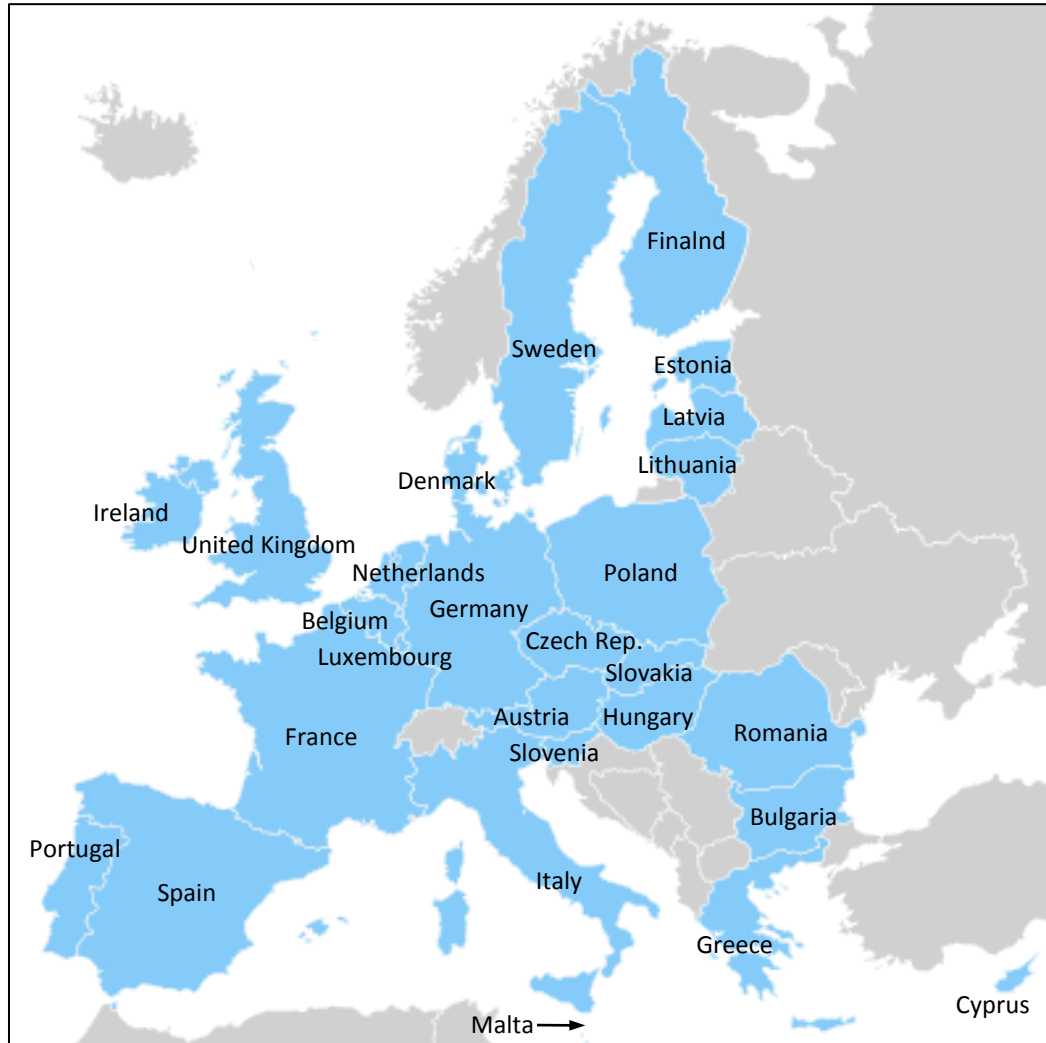 Finalnd
Sweden
Estonia
Latvia
Lithuania
Denmark
Ireland
United Kingdom
Netherlands
Poland
Germany
Belgium
Czech Rep.
Luxembourg
Slovakia
Austria
Hungary
France
Romania
Slovenia
Bulgaria
Portugal
Spain
Italy
Greece
Cyprus
Malta